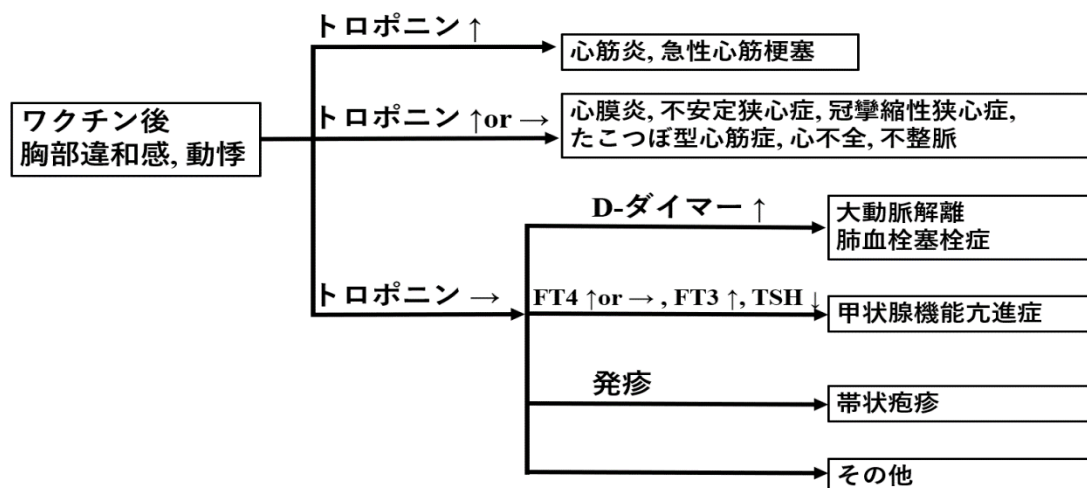 トロポニン ↑
心筋炎, 急性心筋梗塞
ワクチン後
胸部違和感, 動悸
トロポニン ↑or →
心膜炎, 不安定狭心症, 冠攣縮性狭心症,
たこつぼ型心筋症, 心不全, 不整脈
D-ダイマー ↑
大動脈解離
肺血栓塞栓症
トロポニン →
FT4 ↑or → , FT3 ↑, TSH ↓
甲状腺機能亢進症
発疹
帯状疱疹
その他